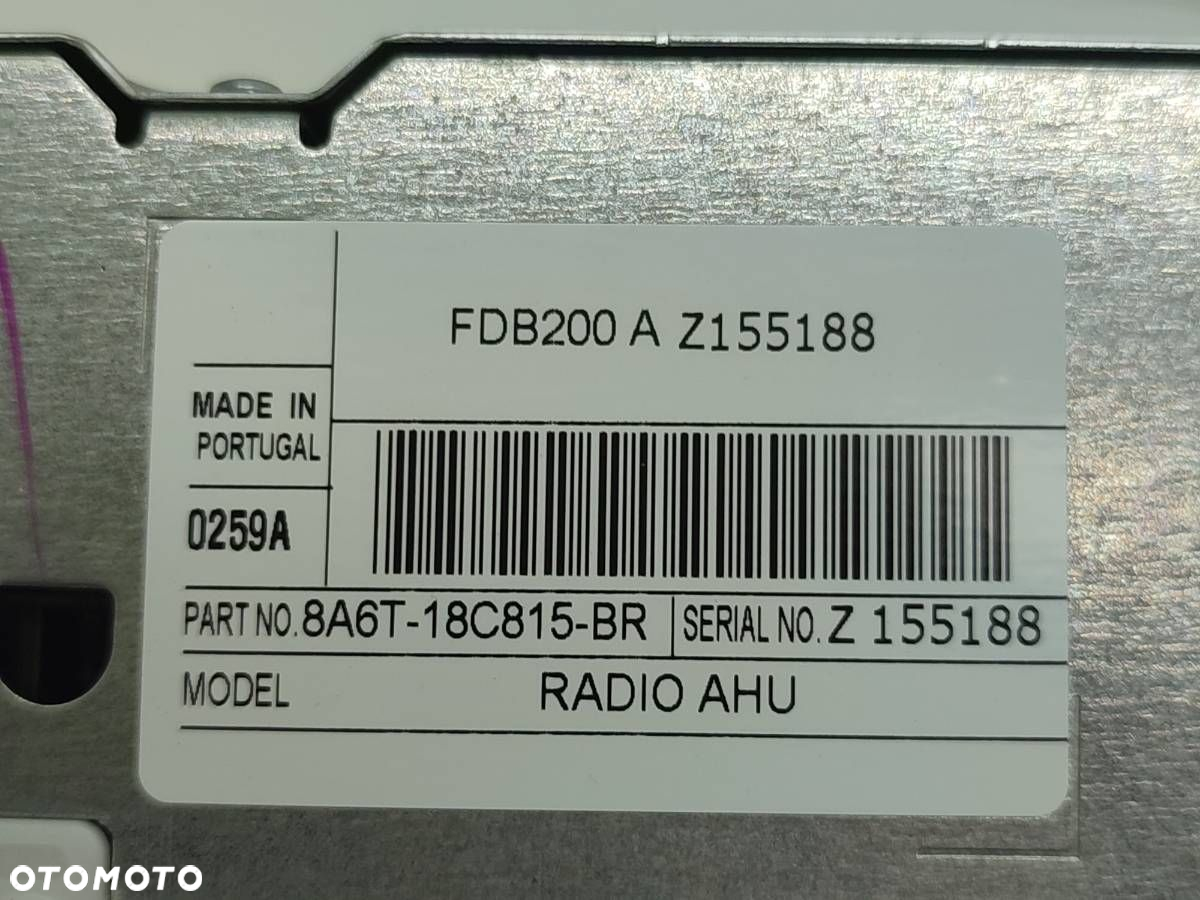 FDB200 A Z155188
MADE IN
PORTUGAL
0259A
PART NO. 8A6T-18C815-BR SERIAL NO. Z 155188
MODEL RADIO AHU
OTOMOTO